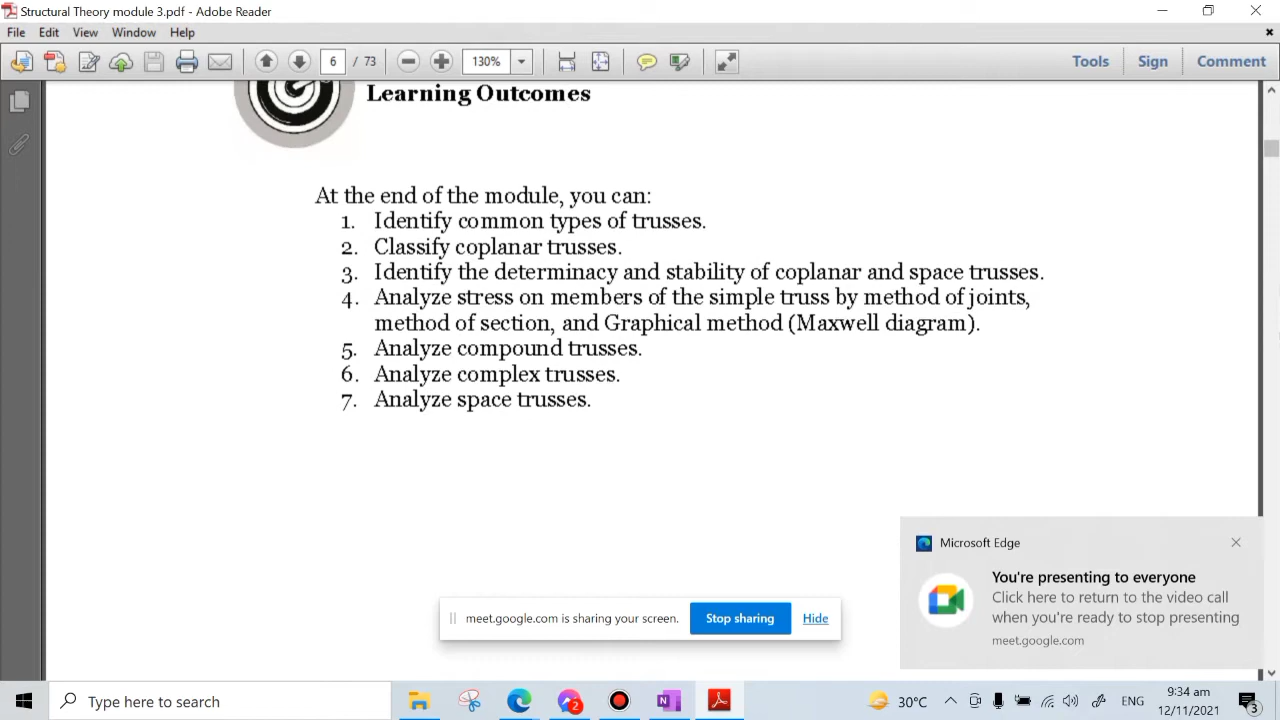 Structural Theory module 3.pdf - Adobe Reader
File Edit View Window Help
6 / 73 130% Tools Sign Comment
Learning Outcomes
At the end of the module, you can:
1. Identify common types of trusses.
2. Classify coplanar trusses.
3. Identify the determinacy and stability of coplanar and space trusses.
4. Analyze stress on members of the simple truss by method of joints,
method of section, and Graphical method (Maxwell diagram).
5. Analyze compound trusses.
6. Analyze complex trusses.
7. Analyze space trusses.
Microsoft Edge
You're presenting to everyone
Click here to return to the video call
when you're ready to stop presenting
meet.google.com
meet.google.com is sharing your screen. Stop sharing Hide
Type here to search
2
N
30°C
ENG
9:34 am
12/11/2021
3